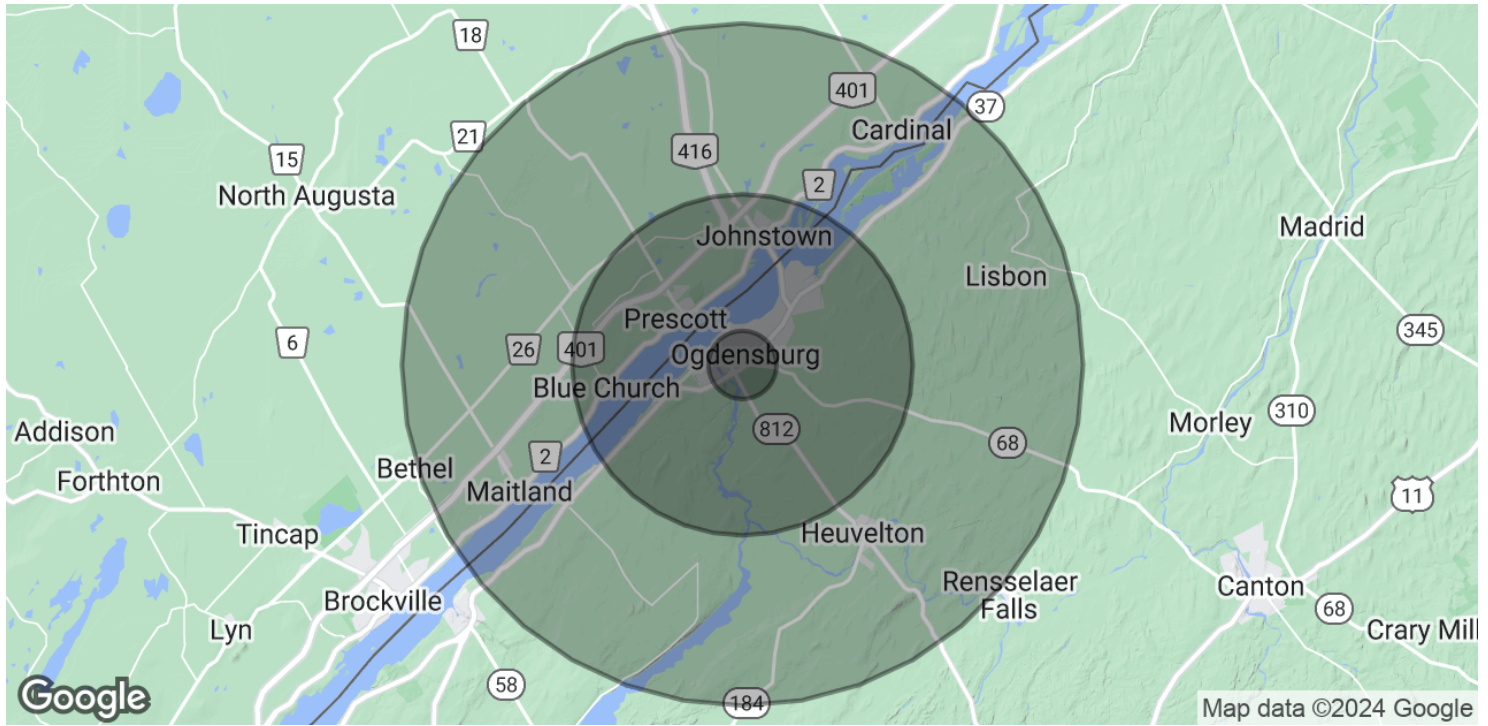 18
401
37
Cardinal
21
416
15
2
North Augusta
Madrid
Johnstown
Lisbon
Prescott
345
6
26
401
Ogdensburg
Blue Church
310
Morley
Addison
812
68
2
Bethel
Forthton
Maitland
11
Tincap
Heuvelton
Rensselaer
Falls
Canton
Brockville
68
Lyn
Crary Mill
58
184
Google
Map data ©2024 Google